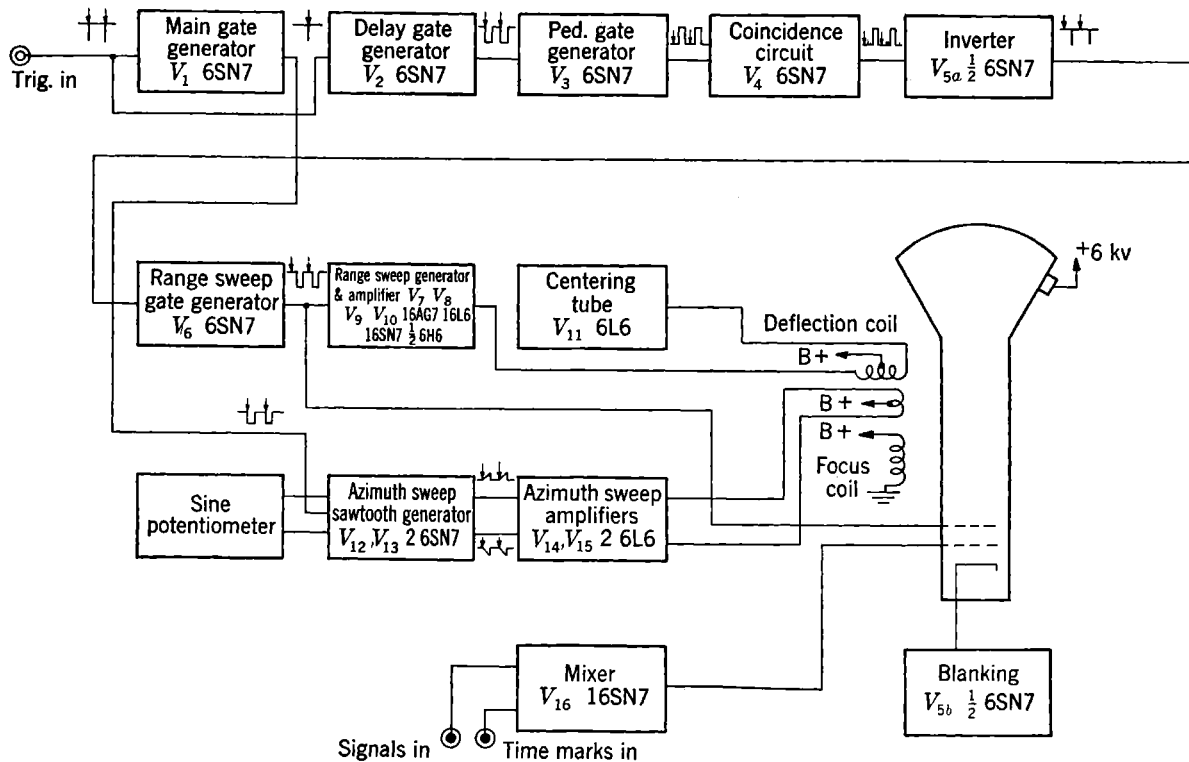 Trig. in
Main gate
generator
V1 6SN7
Delay gate
generator
V2 6SN7
Ped. gate
generator
V3 6SN7
Coincidence
circuit
V4 6SN7
Inverter
V5a ½ 6SN7
Range sweep
gate generator
V6 6SN7
Range sweep generator
& amplifier V7 V8
V9 V10 16AG7 16L6
16SN7 ½ 6H6
Centering
tube
V11 6L6
Deflection coil
B+
B+
B+
Focus
coil
+6 kv
Sine
potentiometer
Azimuth sweep
sawtooth generator
V12,V13 2 6SN7
Azimuth sweep
amplifiers
V14,V15 2 6L6
Mixer
V16 16SN7
Signals in
Time marks in
Blanking
V5b ½ 6SN7